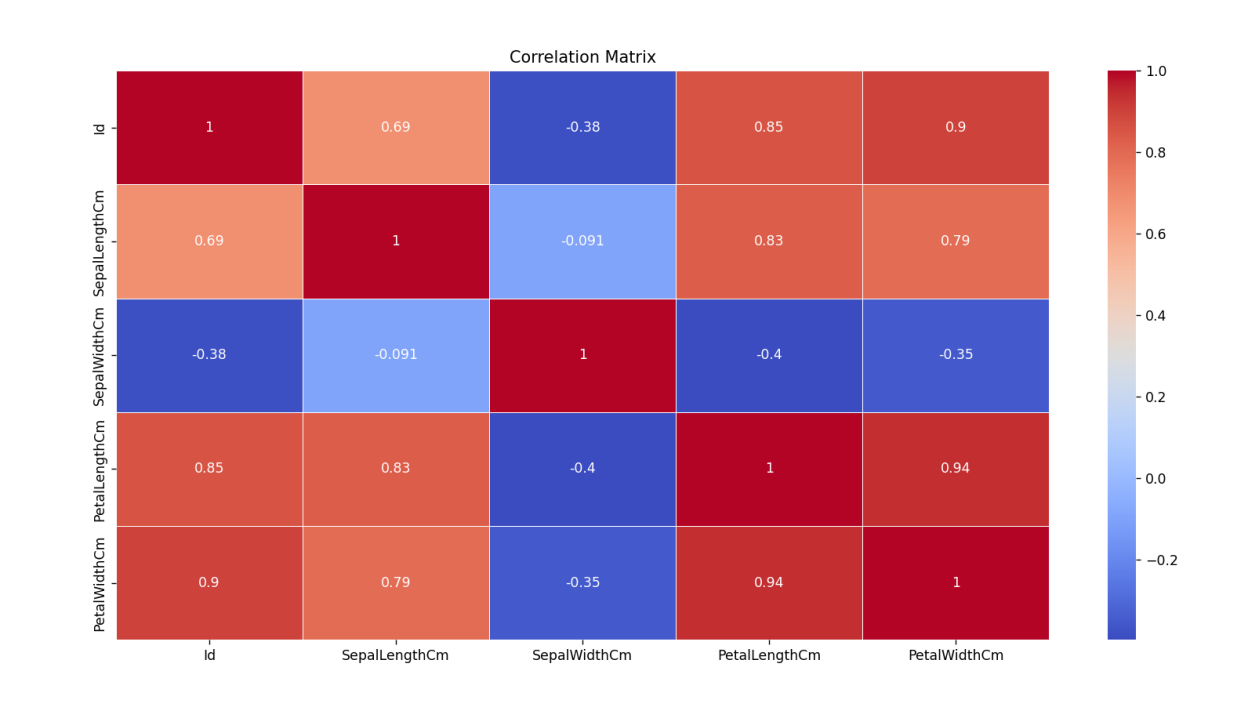 Correlation Matrix
Id 1 0.69 -0.38 0.85 0.9
SepalLengthCm 0.69 1 -0.091 0.83 0.79
SepalWidthCm -0.38 -0.091 1 -0.4 -0.35
PetalLengthCm 0.85 0.83 -0.4 1 0.94
PetalWidthCm 0.9 0.79 -0.35 0.94 1
Id SepalLengthCm SepalWidthCm PetalLengthCm PetalWidthCm
1.0
0.8
0.6
0.4
0.2
0.0
−0.2